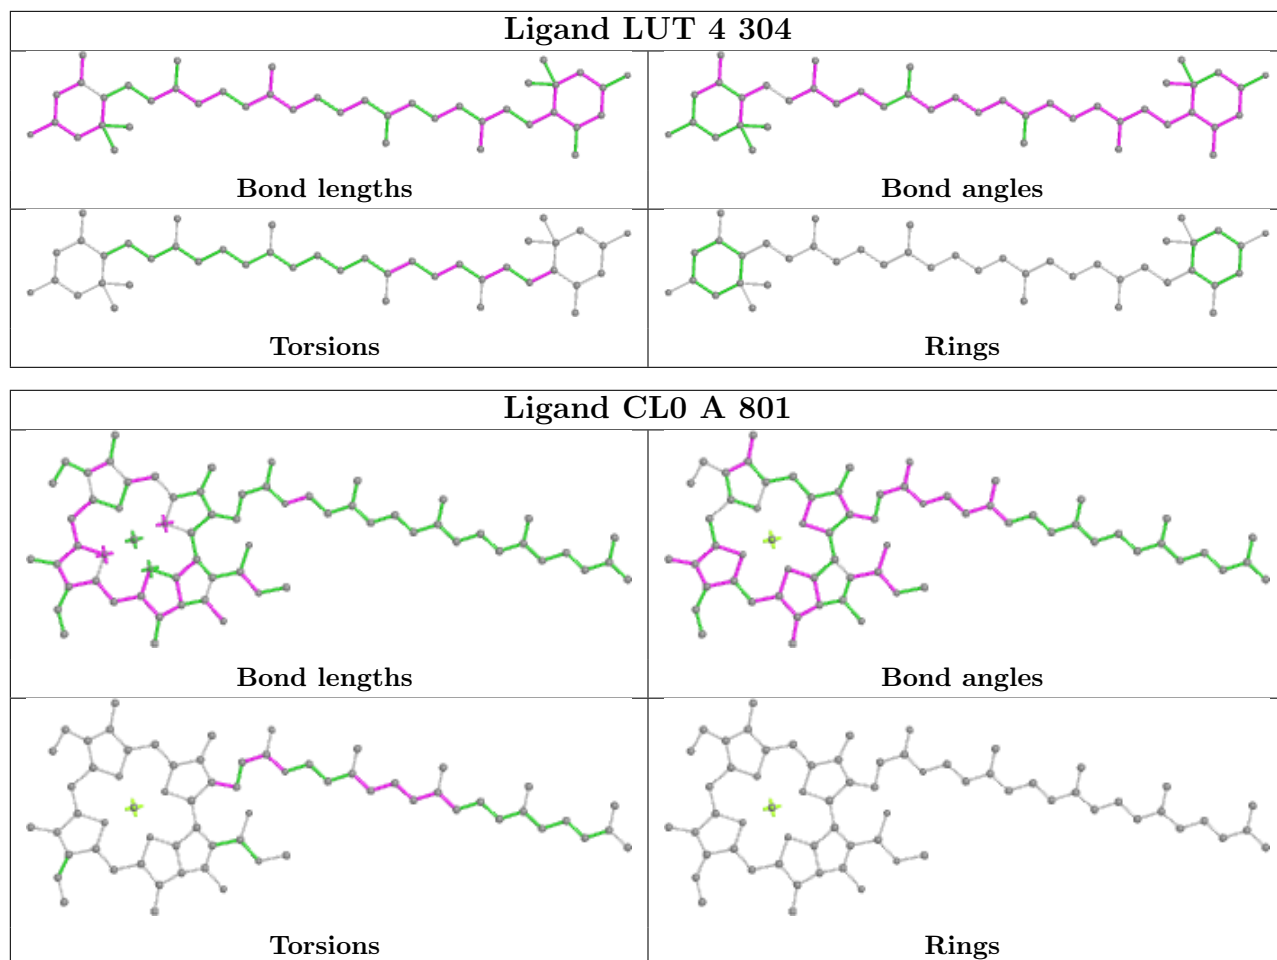 Ligand LUT 4 304
Bond lengths
Bond angles
Torsions
Rings
Ligand CL0 A 801
Bond lengths
Bond angles
Torsions
Rings